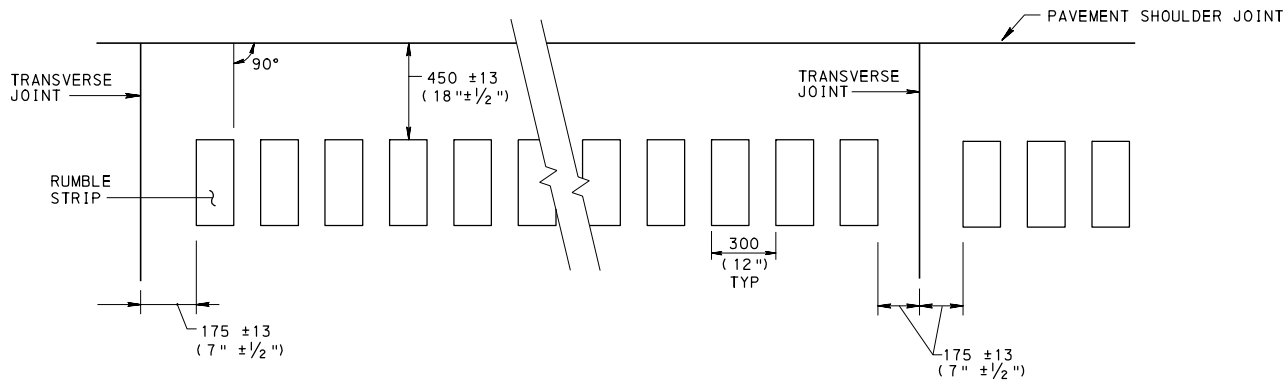 PAVEMENT SHOULDER JOINT
90°
TRANSVERSE
JOINT
450 ±13
(18"±1/2")
TRANSVERSE
JOINT
RUMBLE
STRIP
300
(12")
TYP
175 ±13
(7" ±1/2")
175 ±13
(7" ±1/2")